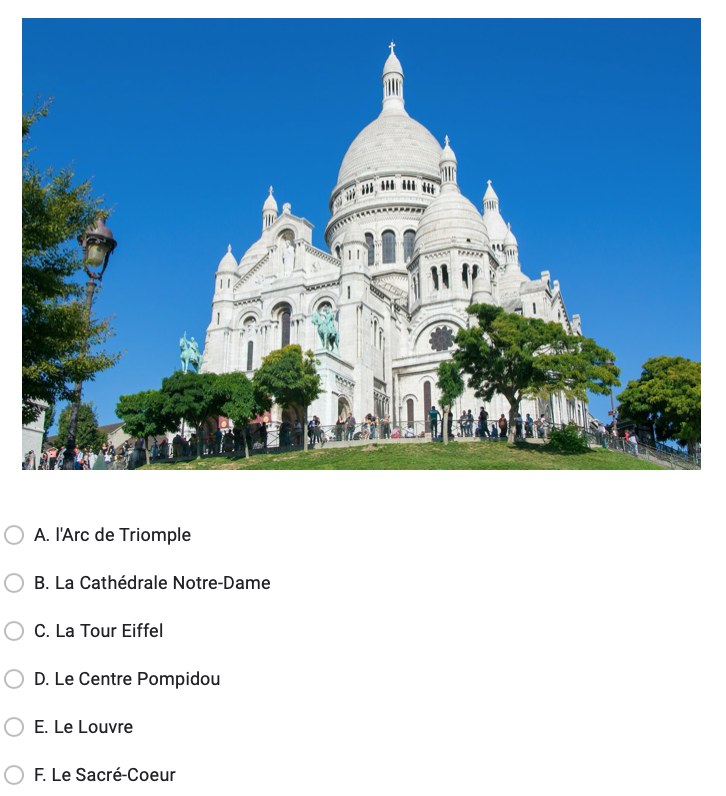 A. l'Arc de Triomple
B. La Cathédrale Notre-Dame
C. La Tour Eiffel
D. Le Centre Pompidou
E. Le Louvre
F. Le Sacré-Coeur